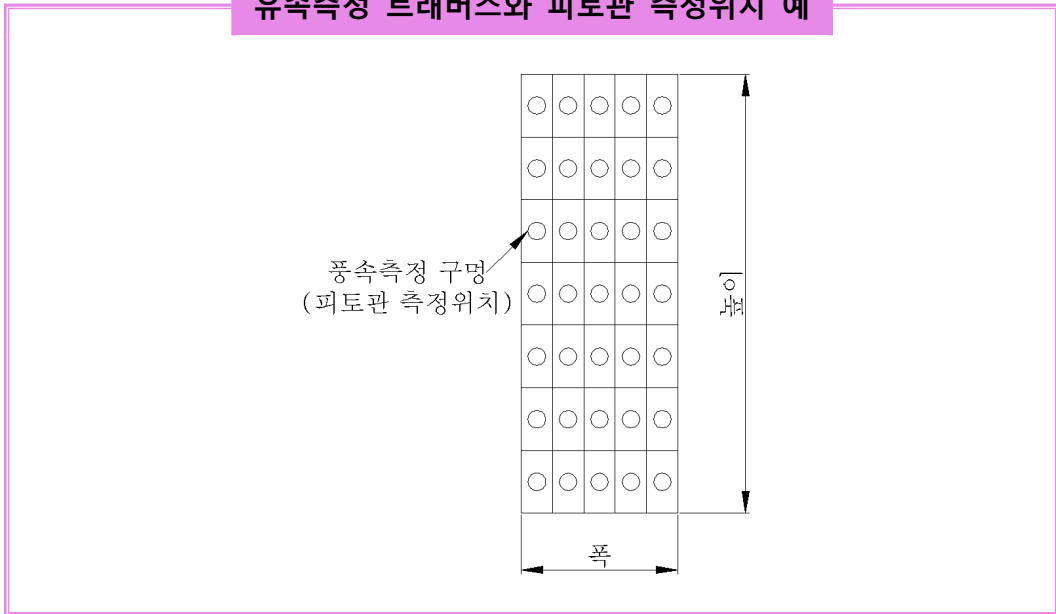 유속측정 트래버스와 피토관 측정위치 예
풍속측정 구멍
(피토관 측정위치)
높이
폭